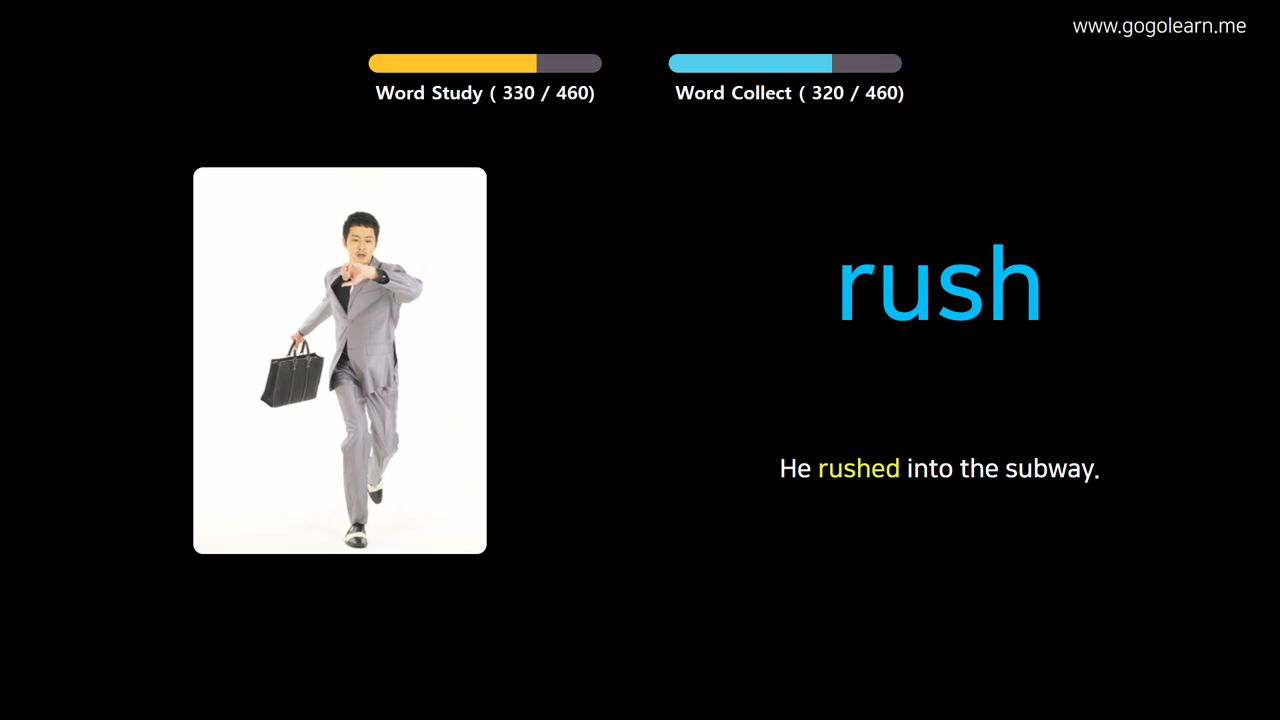 www.gogolearn.me
Word Study ( 330 / 460)
Word Collect ( 320 / 460)
rush
He rushed into the subway.